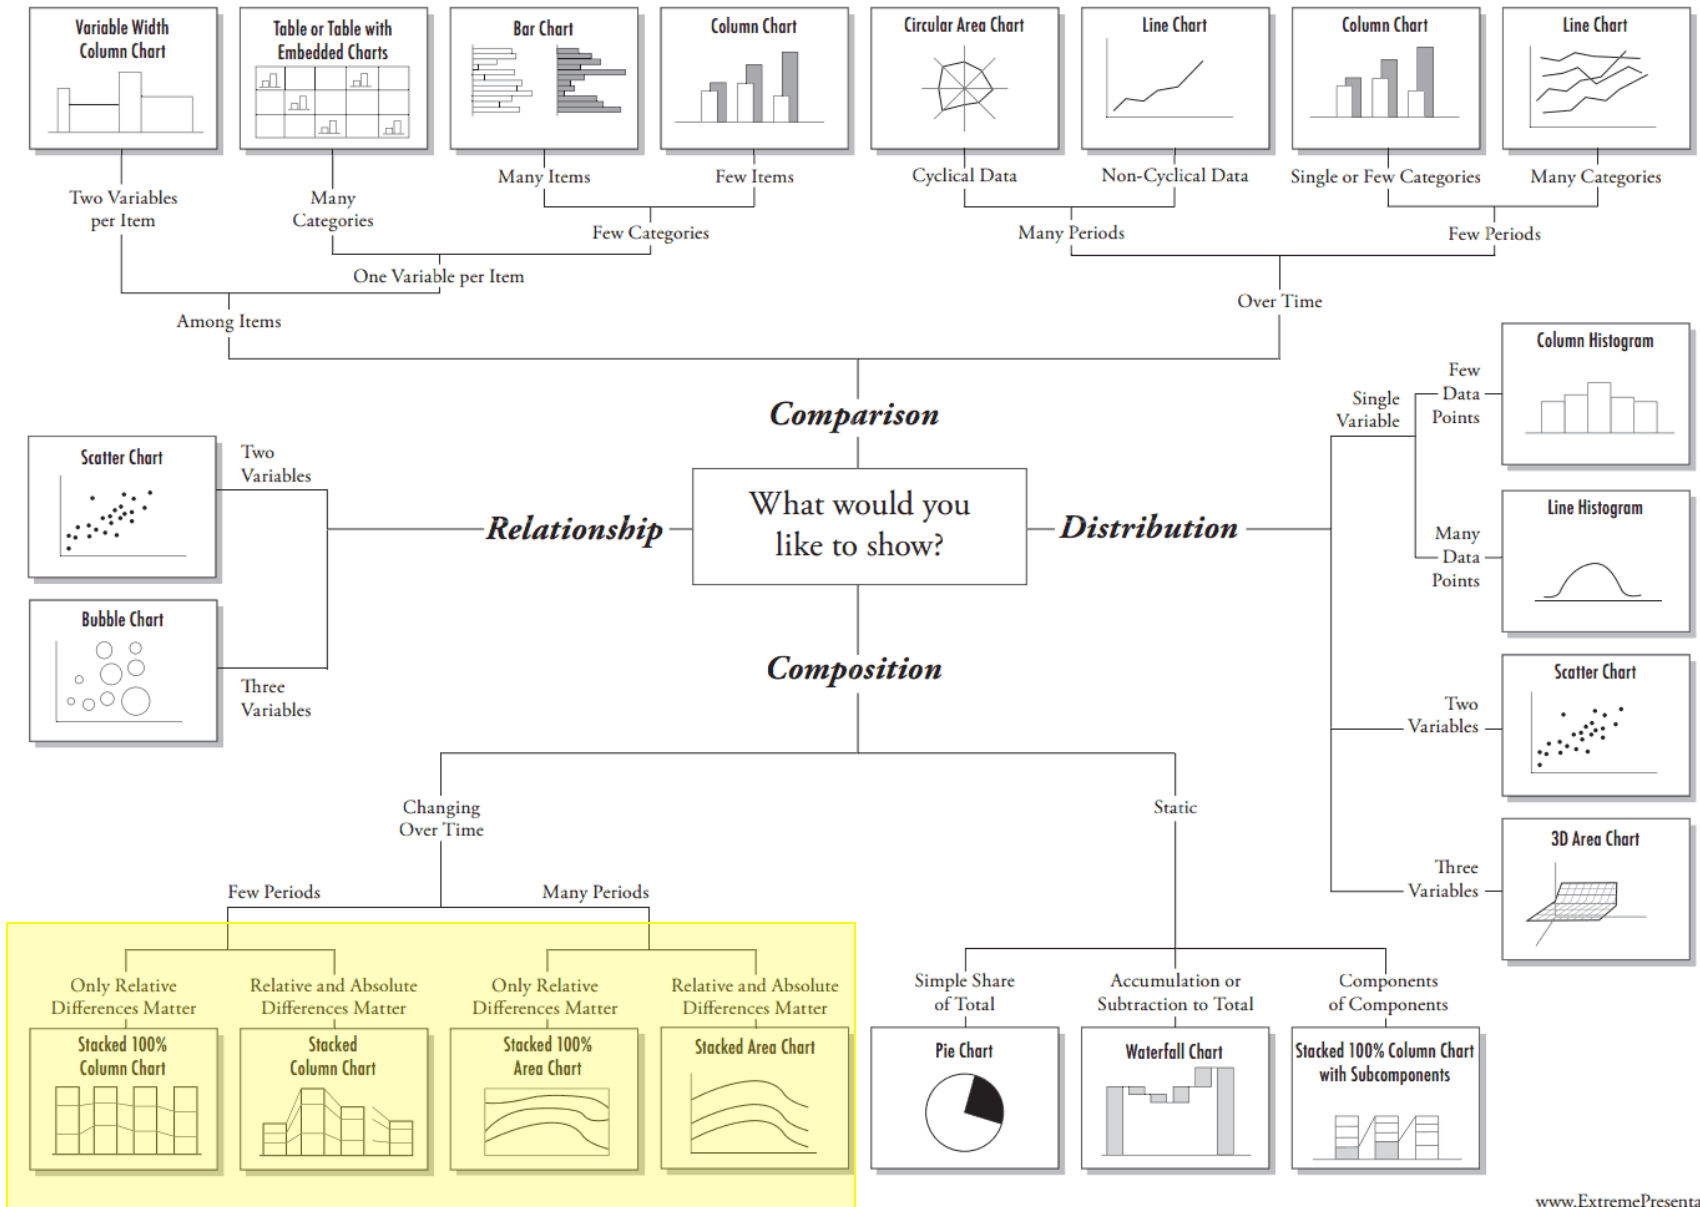 Variable Width
Column Chart
Table or Table with
Embedded Charts
Bar Chart
Column Chart
Circular Area Chart
Line Chart
Column Chart
Line Chart
Two Variables
per Item
Many
Categories
Many Items
Few Items
Cyclical Data
Non-Cyclical Data
Single or Few Categories
Many Categories
Few Categories
Many Periods
Few Periods
One Variable per Item
Among Items
Over Time
Comparison
What would you
like to show?
Relationship
Two
Variables
Scatter Chart
Three
Variables
Bubble Chart
Distribution
Single
Variable
Few
Data
Points
Column Histogram
Many
Data
Points
Line Histogram
Two
Variables
Scatter Chart
Three
Variables
3D Area Chart
Composition
Changing
Over Time
Static
Few Periods
Many Periods
Only Relative
Differences Matter
Relative and Absolute
Differences Matter
Only Relative
Differences Matter
Relative and Absolute
Differences Matter
Simple Share
of Total
Accumulation or
Subtraction to Total
Components
of Components
Stacked 100%
Column Chart
Stacked
Column Chart
Stacked 100%
Area Chart
Stacked Area Chart
Pie Chart
Waterfall Chart
Stacked 100% Column Chart
with Subcomponents
www.ExtremePresenta